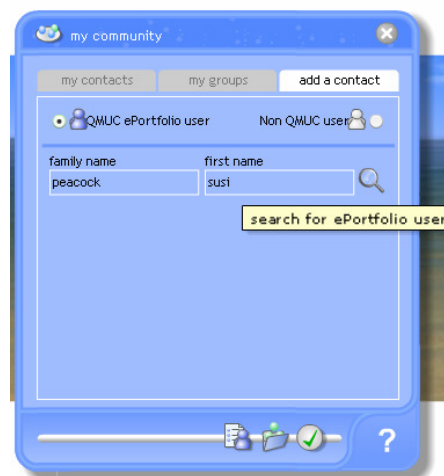 my community
my contacts my groups add a contact
QMUC ePortfolio user Non QMUC user
family name first name
peacock susi
search for ePortfolio user
?